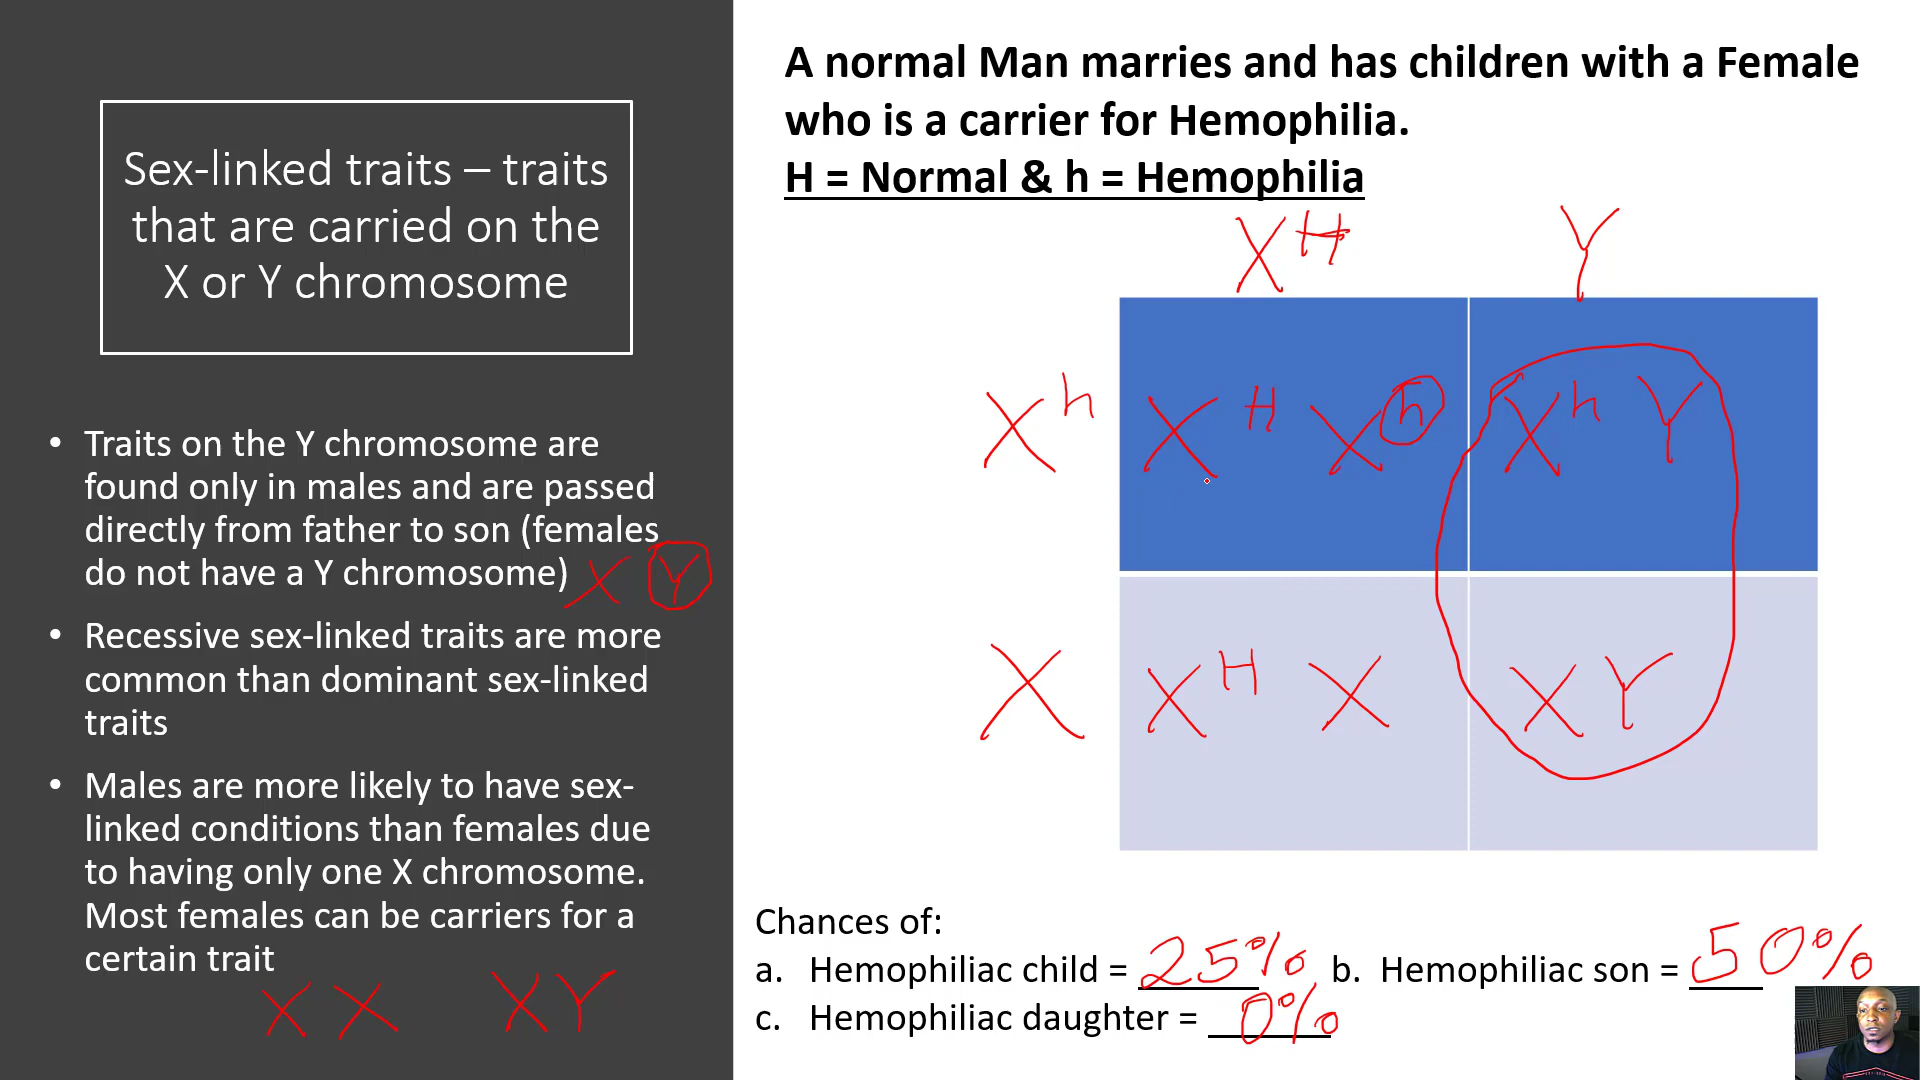 Sex-linked traits – traits
that are carried on the
X or Y chromosome
• Traits on the Y chromosome are
found only in males and are passed
directly from father to son (females
do not have a Y chromosome) X Y
• Recessive sex-linked traits are more
common than dominant sex-linked
traits
• Males are more likely to have sex-
linked conditions than females due
to having only one X chromosome.
Most females can be carriers for a
certain trait
X X X Y
A normal Man marries and has children with a Female
who is a carrier for Hemophilia.
H = Normal & h = Hemophilia
X^H Y
X^h X^H X^h X^h Y
X X^H X X Y
Chances of:
a. Hemophiliac child = 25% b. Hemophiliac son = 50%
c. Hemophiliac daughter = 0%